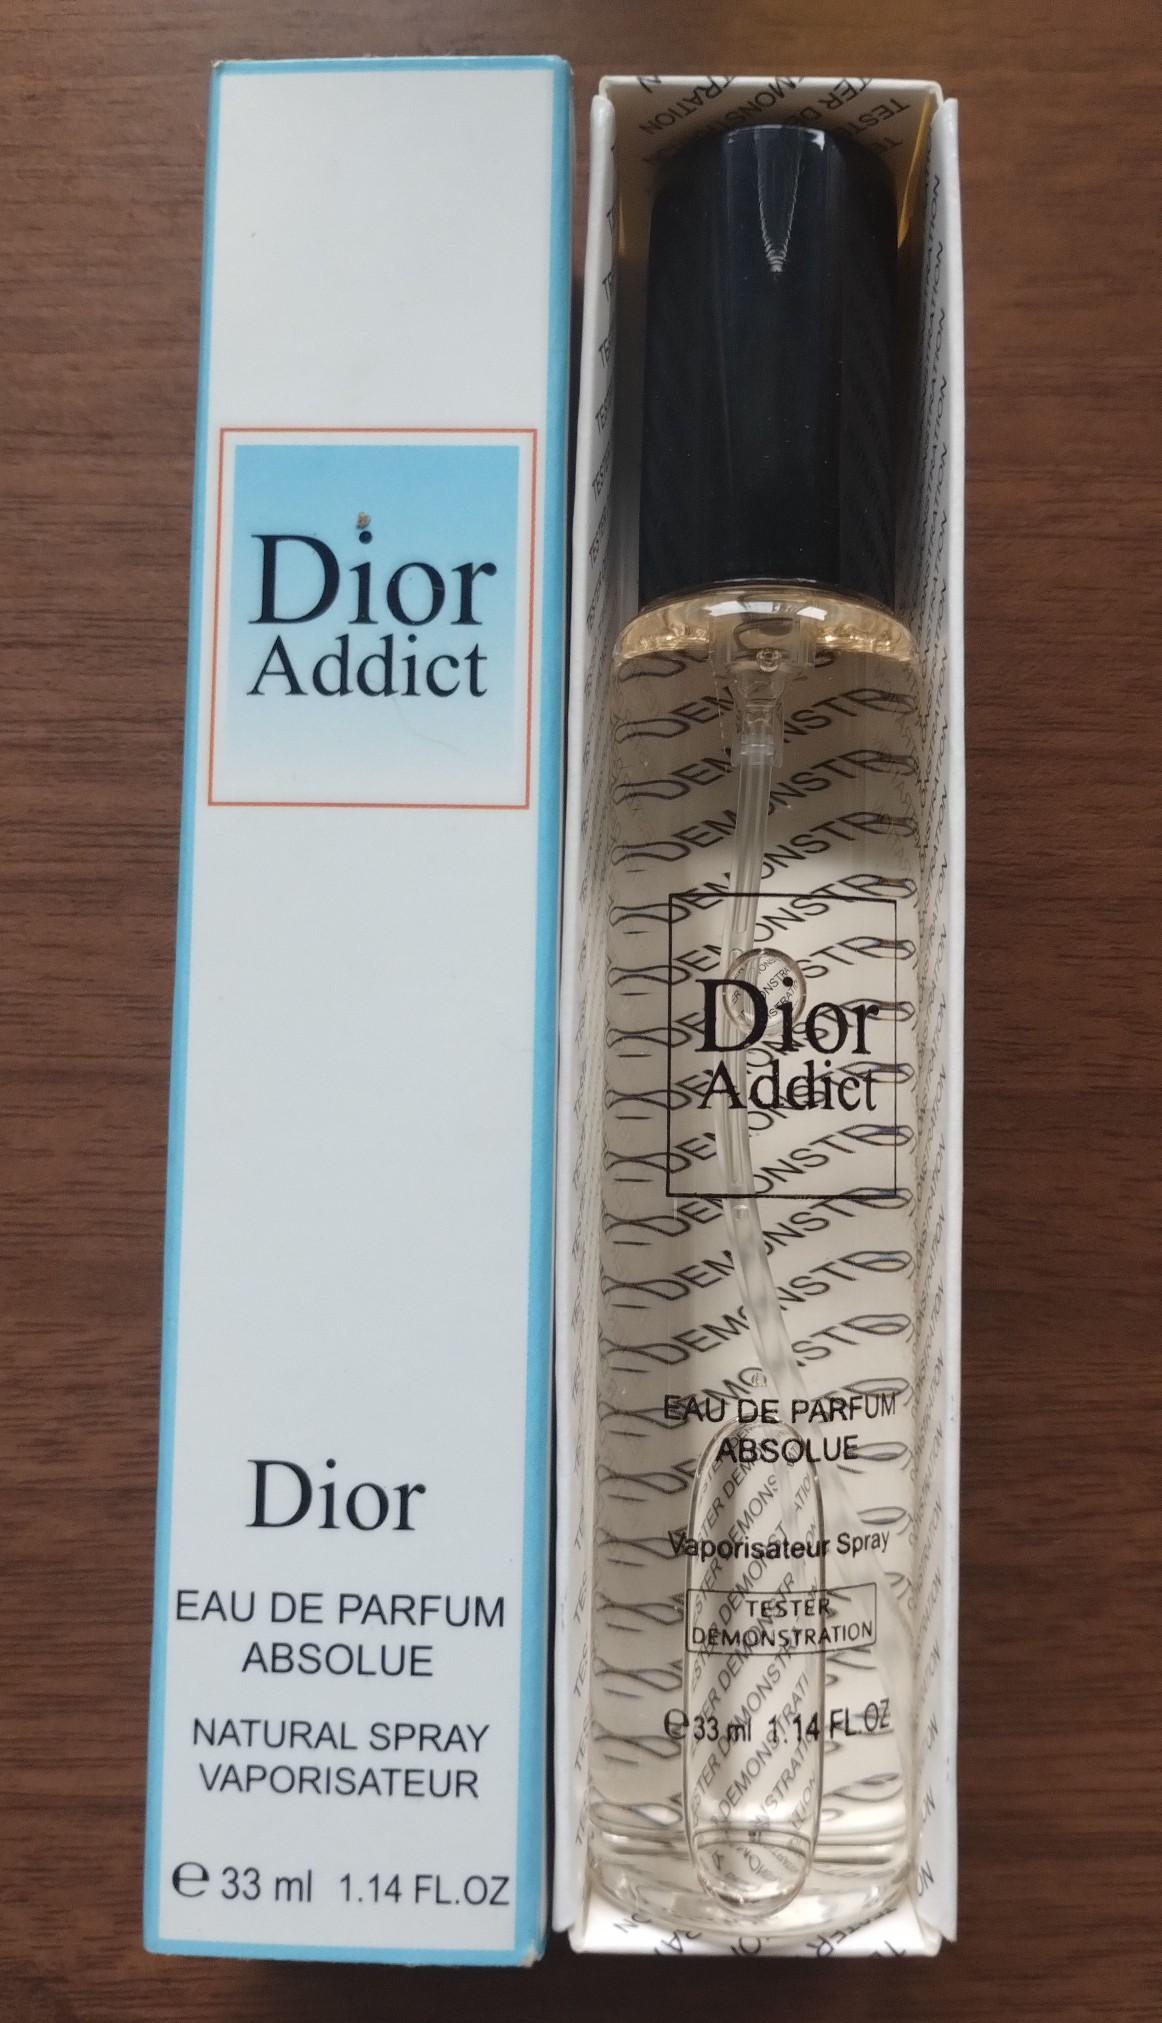 Dior
Addict
Dior
EAU DE PARFUM
ABSOLUE
NATURAL SPRAY
VAPORISATEUR
℮ 33 ml 1.14 FL.OZ
Dior
Addict
EAU DE PARFUM
ABSOLUE
Vaporisateur Spray
TESTER
DEMONSTRATION
℮ 33 ml 1.14 FL.OZ